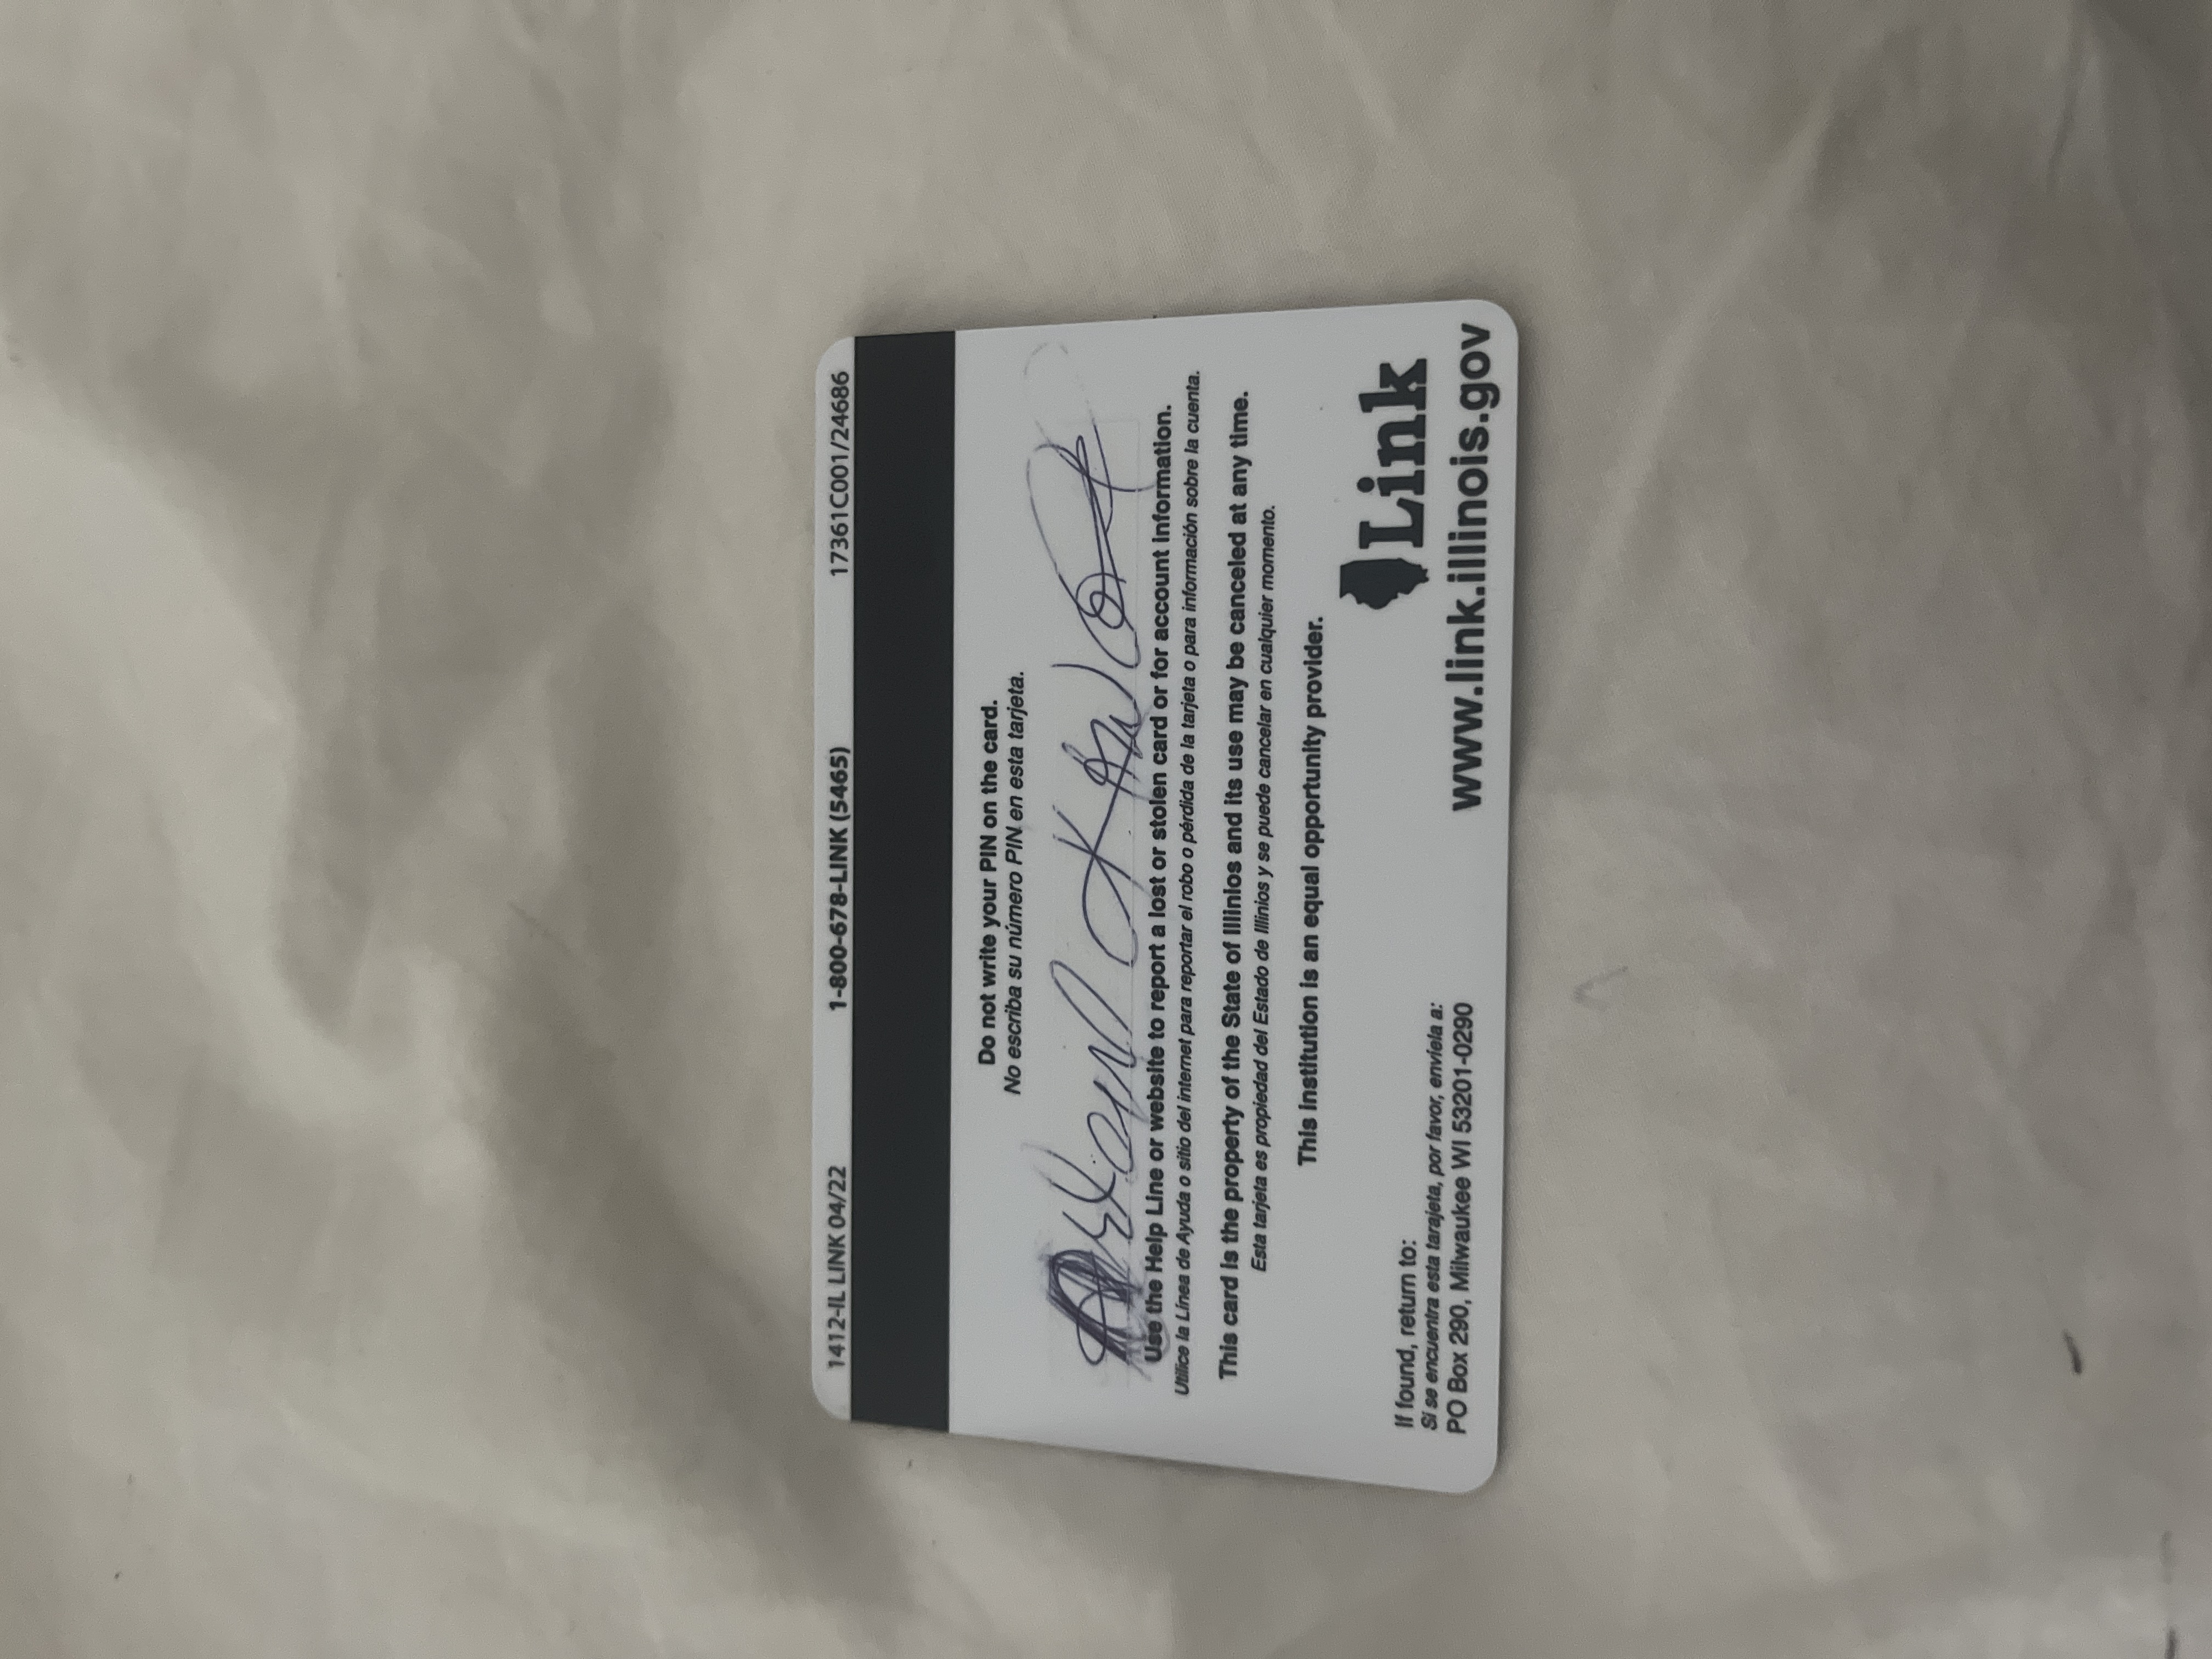 1412-IL LINK 04/22 1-800-678-LINK (5465) 17361C001/24686
Do not write your PIN on the card.
No escriba su número PIN en esta tarjeta.
Use the Help Line or website to report a lost or stolen card or for account information.
Utilice la Línea de Ayuda o sitio del internet para reportar el robo o pérdida de la tarjeta o para información sobre la cuenta.
This card is the property of the State of Illinios and its use may be canceled at any time.
Esta tarjeta es propiedad del Estado de Illinios y se puede cancelar en cualquier momento.
This institution is an equal opportunity provider.
If found, return to:
Si se encuentra esta tarajeta, por favor, enviela a:
PO Box 290, Milwaukee WI 53201-0290
Link
www.link.illinois.gov